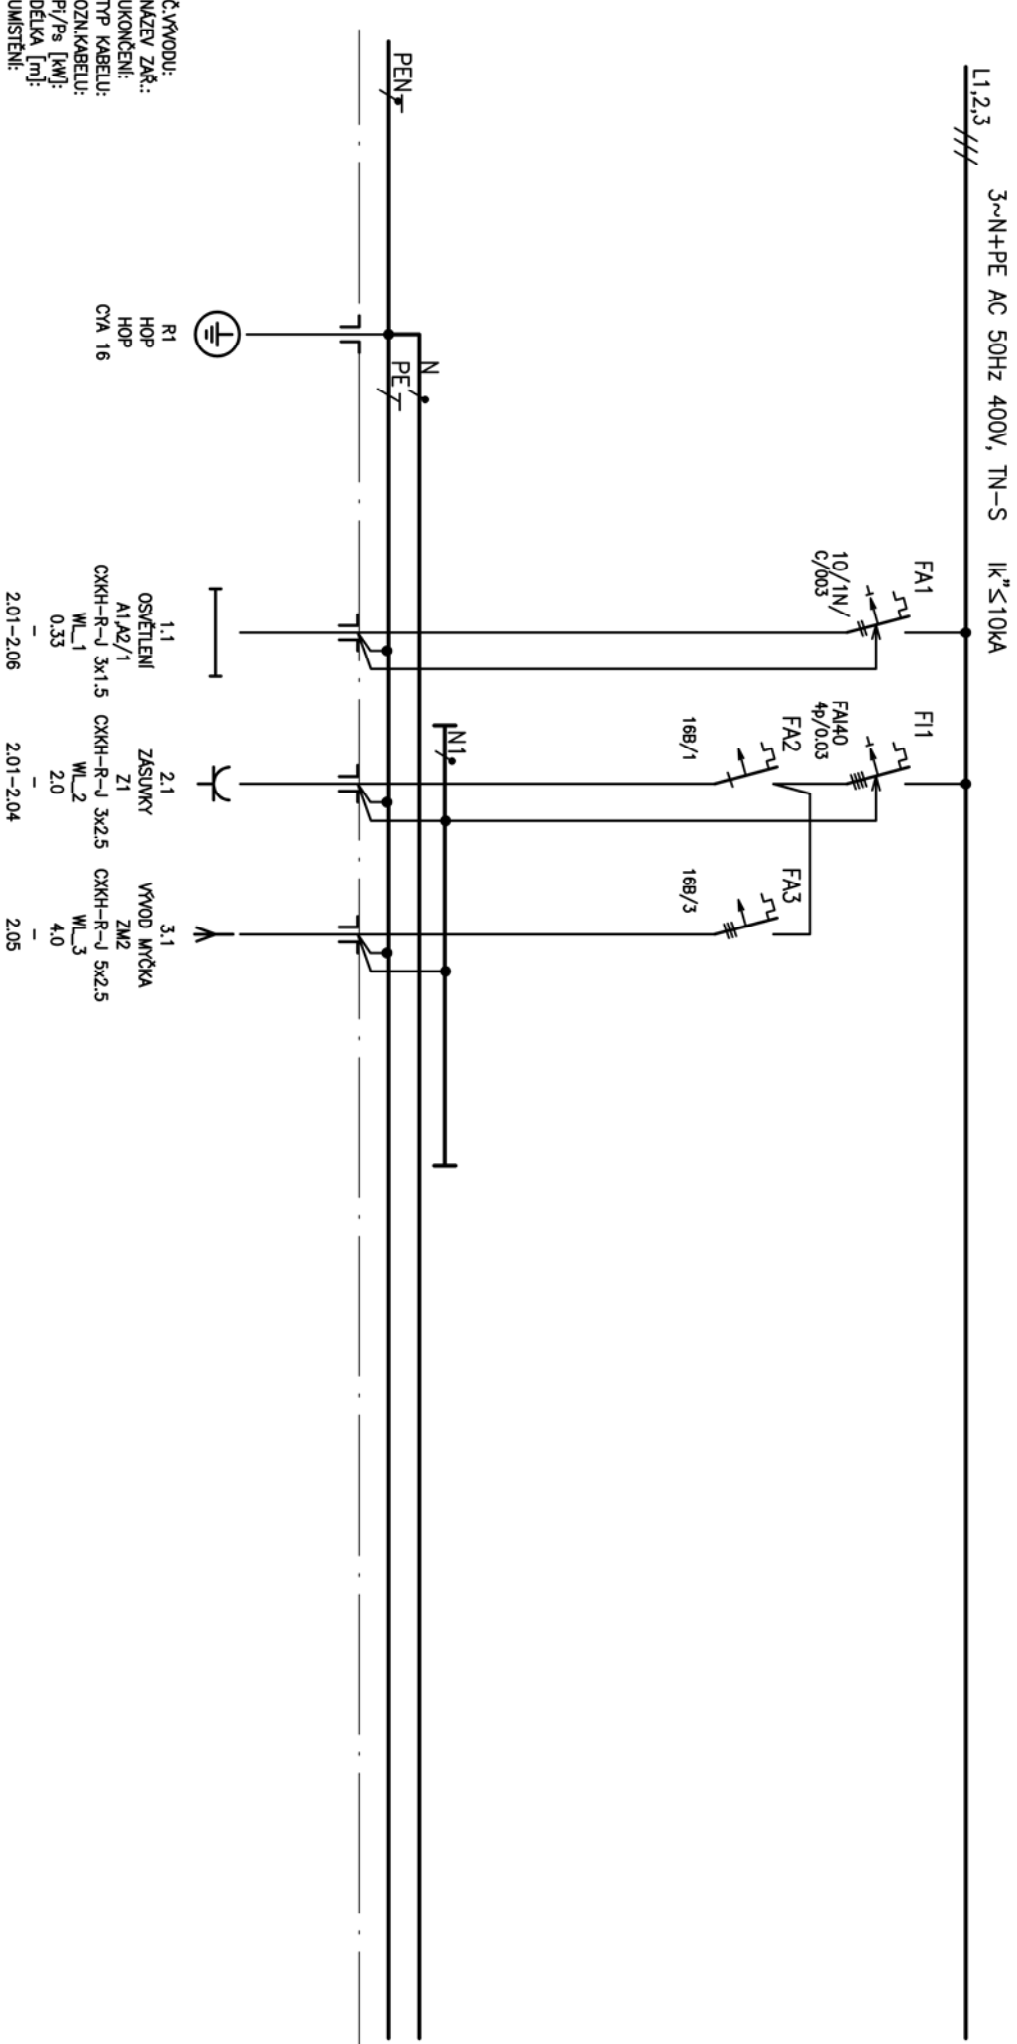 3~N+PE AC 50Hz 400V, TN-S Ik"≤10kA
L1,2,3
FA1
10/1N/
C/003
FI1
FAI40
4p/0.03
FA2
16B/1
FA3
16B/3
N1
N
PE
PEN
Č.VÝVODU:
NÁZEV ZAŘ.:
UKONČENÍ:
TYP KABELU:
OZN.KABELU:
Pi/Ps [kW]:
DÉLKA [m]:
UMÍSTĚNÍ:
R1
HOP
HOP
CYA 16
1.1
OSVĚTLENÍ
A1,A2/1
CXKH-R-J 3x1.5
WL_1
0.33
-
2.01-2.06
2.1
ZÁSUVKY
Z1
CXKH-R-J 3x2.5
WL_2
2.0
-
2.01-2.04
3.1
VÝVOD MYČKA
ZM2
CXKH-R-J 5x2.5
WL_3
4.0
-
2.05